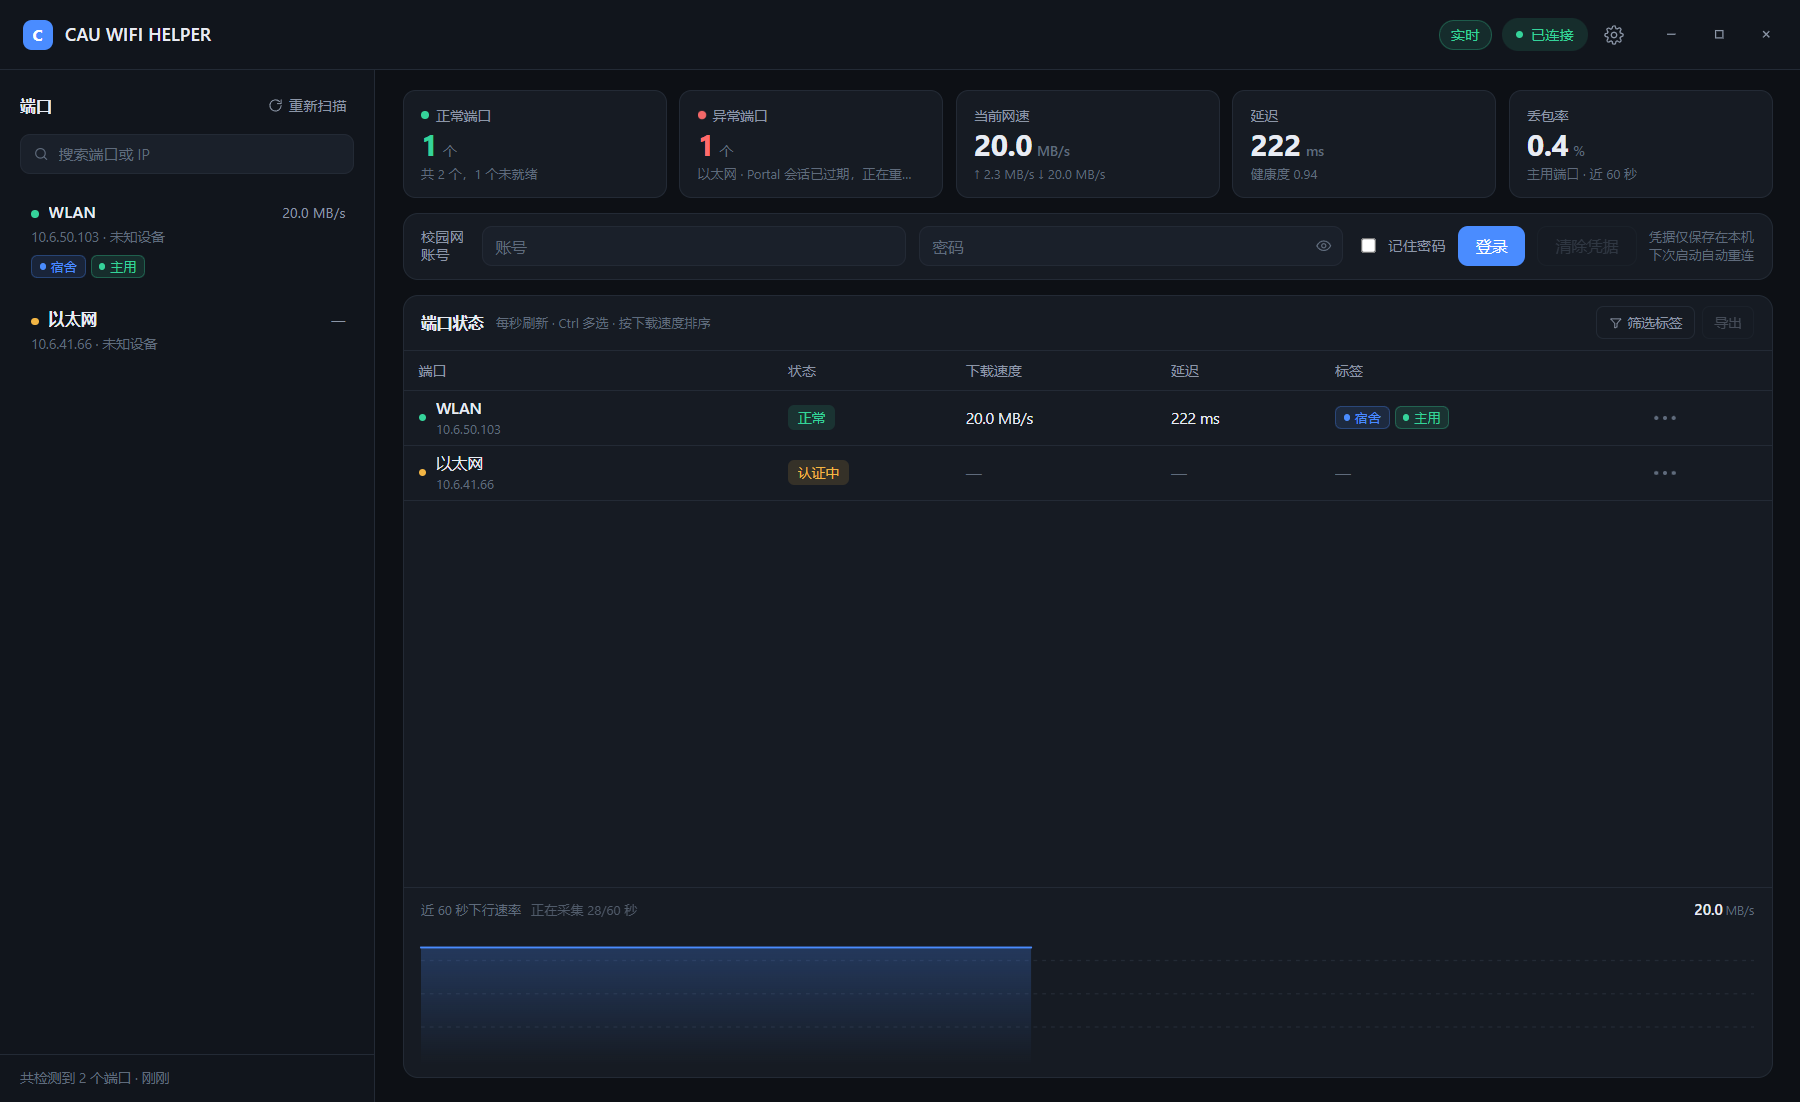 C CAU WIFI HELPER
实时
已连接
端口
重新扫描
搜索端口或 IP
WLAN
20.0 MB/s
10.6.50.103 · 未知设备
宿舍
主用
以太网
—
10.6.41.66 · 未知设备
共检测到 2 个端口 · 刚刚
正常端口
1 个
共 2 个，1 个未就绪
异常端口
1 个
以太网 · Portal 会话已过期，正在重...
当前网速
20.0 MB/s
↑ 2.3 MB/s ↓ 20.0 MB/s
延迟
222 ms
健康度 0.94
丢包率
0.4 %
主用端口 · 近 60 秒
校园网
账号
账号
密码
记住密码
登录
清除凭据
凭据仅保存在本机
下次启动自动重连
端口状态 每秒刷新 · Ctrl 多选 · 按下载速度排序
筛选标签
导出
端口 状态 下载速度 延迟 标签
WLAN
10.6.50.103
正常
20.0 MB/s
222 ms
宿舍
主用
以太网
10.6.41.66
认证中
—
—
—
近 60 秒下行速率 正在采集 28/60 秒
20.0 MB/s